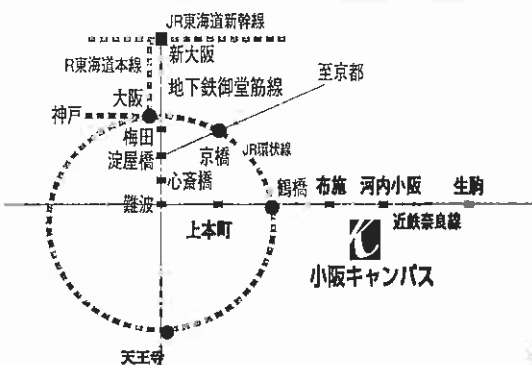 JR東海道新幹線
新大阪
R東海道本線
地下鉄御堂筋線
至京都
大阪
神戸
梅田
京橋
JR環状線
淀屋橋
心斎橋
鶴橋
布施
河内小阪
生駒
難波
上本町
近鉄奈良線
小阪キャンパス
天王寺